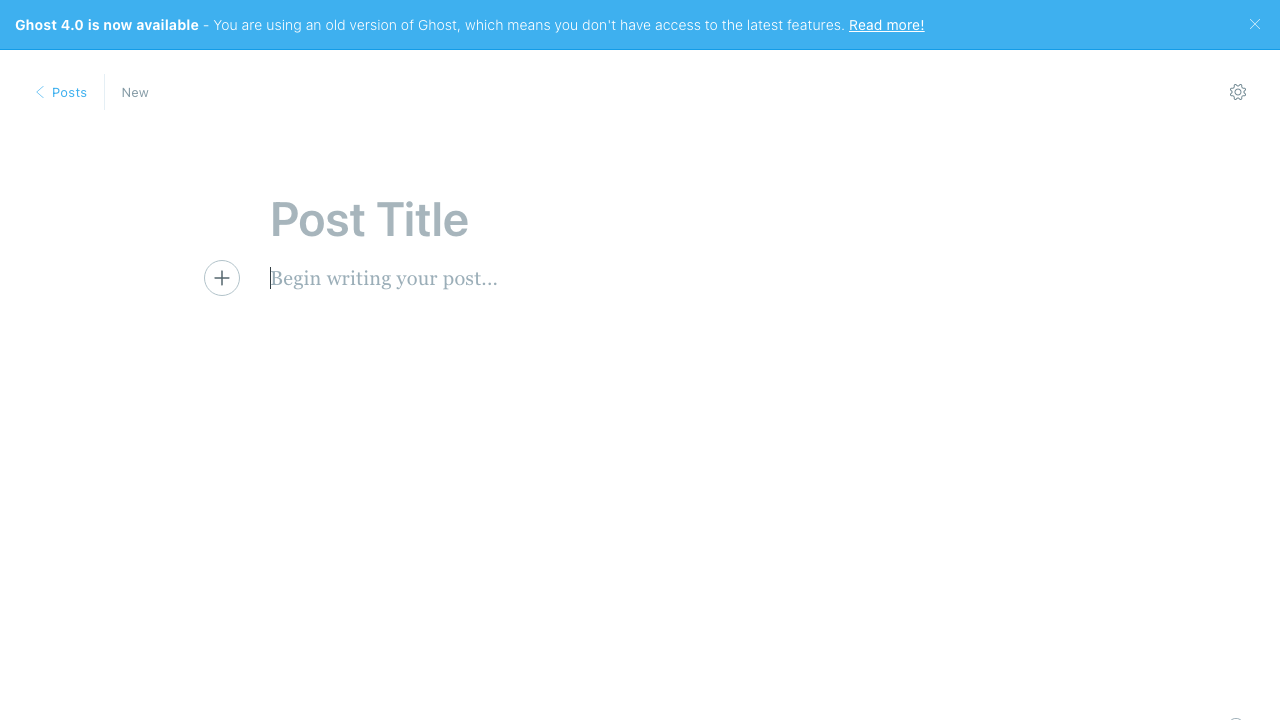 Ghost 4.0 is now available - You are using an old version of Ghost, which means you don't have access to the latest features. Read more!
Posts
New
Post Title
Begin writing your post...